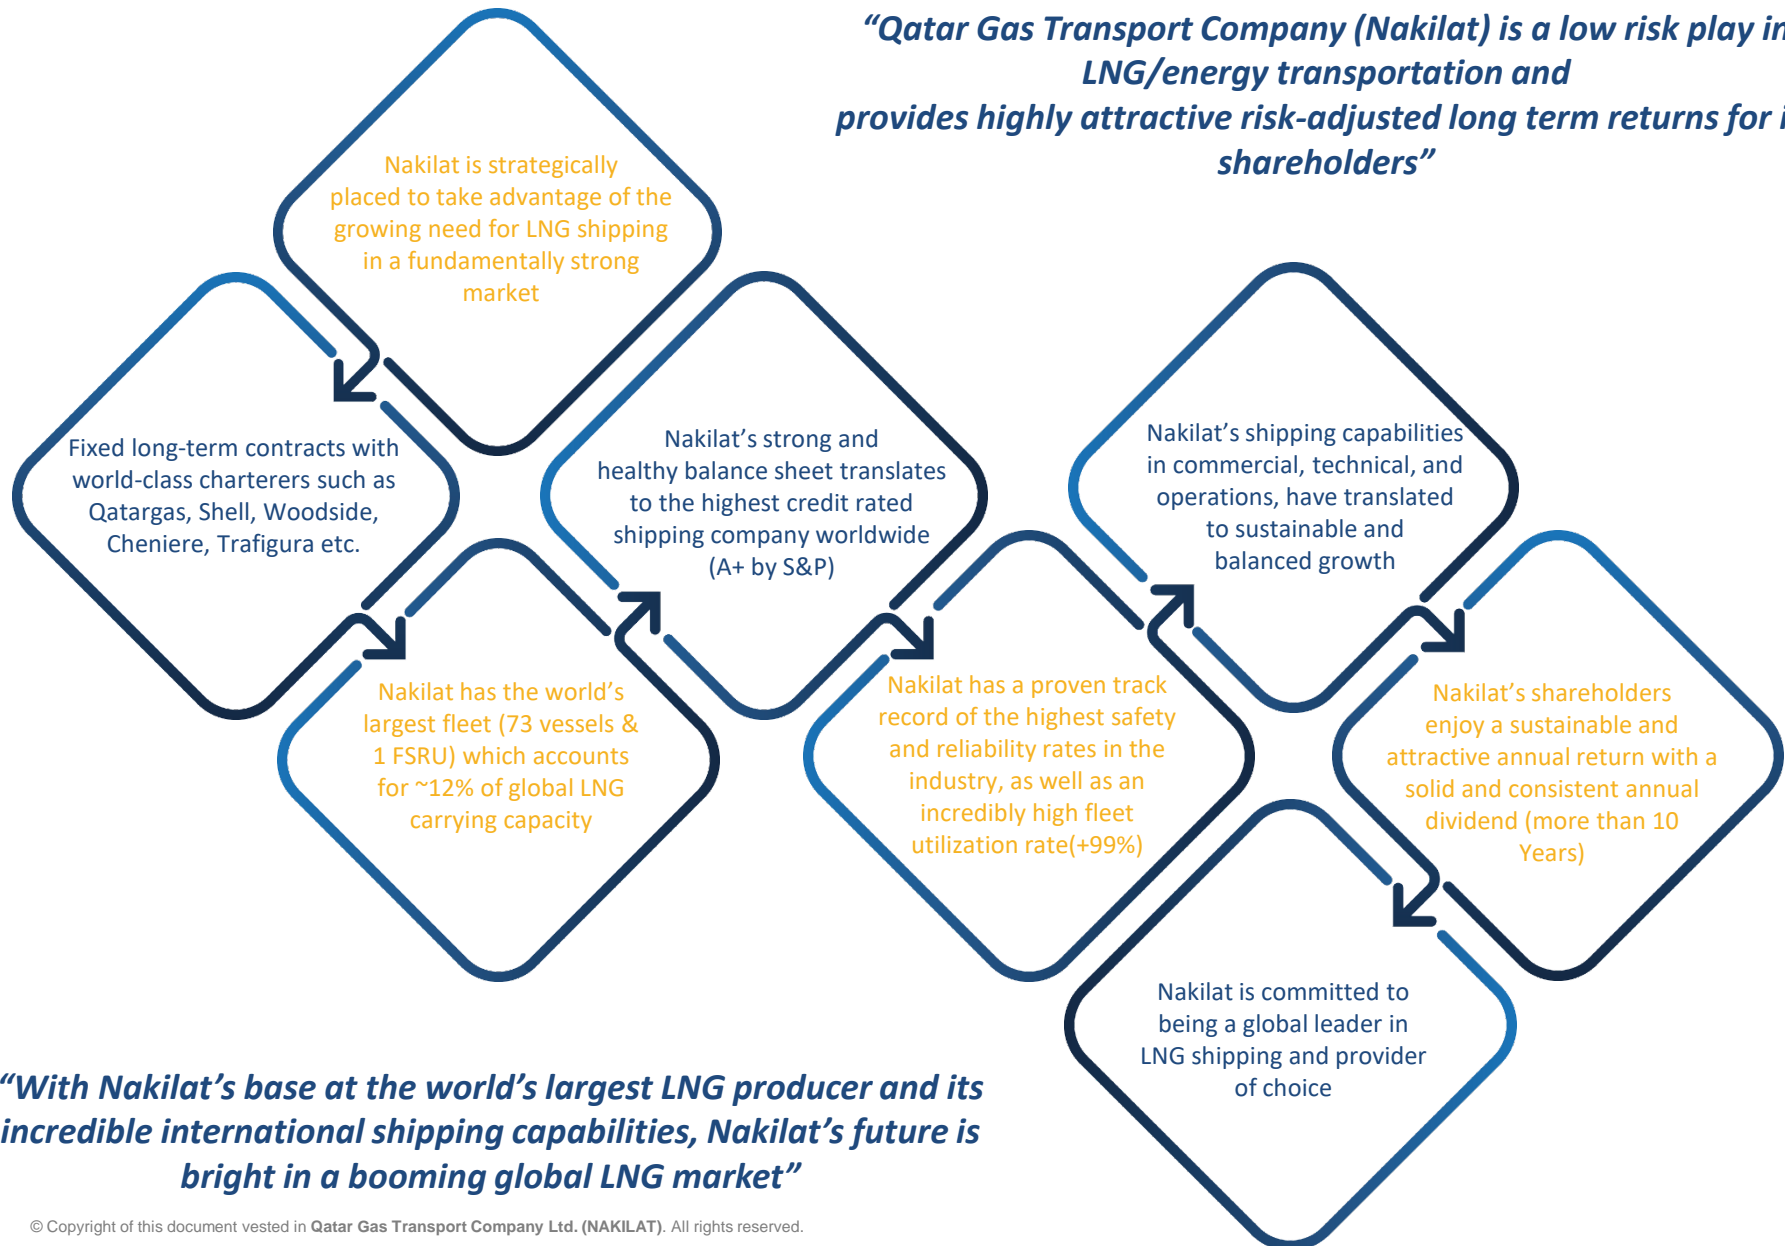 “Qatar Gas Transport Company (Nakilat) is a low risk play in
LNG/energy transportation and
provides highly attractive risk-adjusted long term returns for i
shareholders”
Nakilat is strategically
placed to take advantage of the
growing need for LNG shipping
in a fundamentally strong
market
Fixed long-term contracts with
world-class charterers such as
Qatargas, Shell, Woodside,
Cheniere, Trafigura etc.
Nakilat has the world’s
largest fleet (73 vessels &
1 FSRU) which accounts
for ~12% of global LNG
carrying capacity
Nakilat’s strong and
healthy balance sheet translates
to the highest credit rated
shipping company worldwide
(A+ by S&P)
Nakilat has a proven track
record of the highest safety
and reliability rates in the
industry, as well as an
incredibly high fleet
utilization rate(+99%)
Nakilat’s shipping capabilities
in commercial, technical, and
operations, have translated
to sustainable and
balanced growth
Nakilat’s shareholders
enjoy a sustainable and
attractive annual return with a
solid and consistent annual
dividend (more than 10
Years)
Nakilat is committed to
being a global leader in
LNG shipping and provider
of choice
“With Nakilat’s base at the world’s largest LNG producer and its
incredible international shipping capabilities, Nakilat’s future is
bright in a booming global LNG market”
© Copyright of this document vested in Qatar Gas Transport Company Ltd. (NAKILAT). All rights reserved.